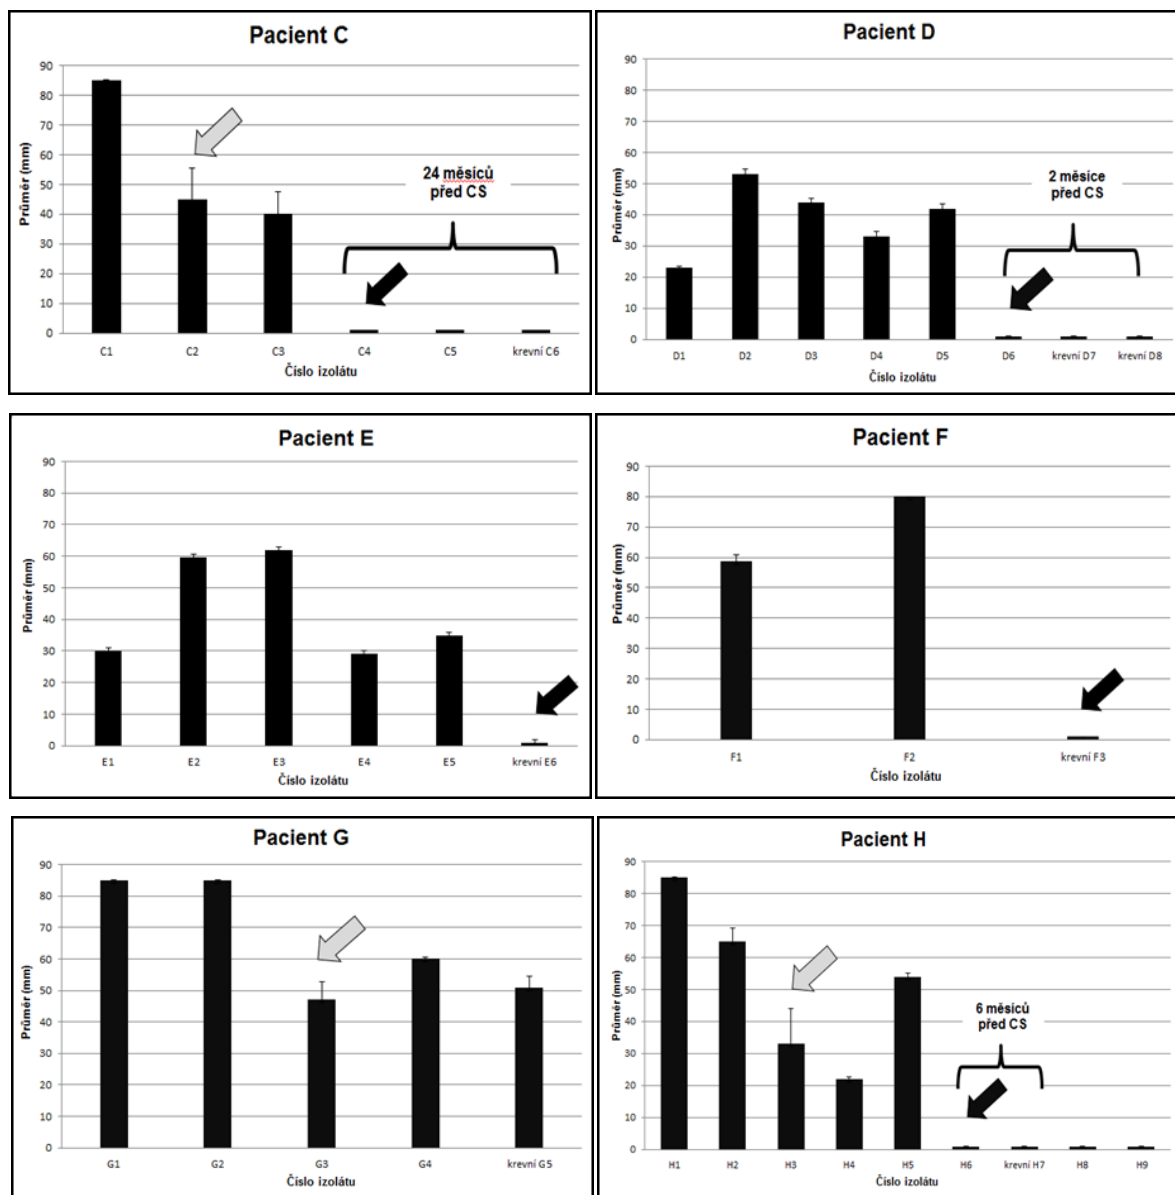 Pacient C
Průměr (mm)
90
80
70
60
50
40
30
20
10
0
24 měsíců
před CS
C1 C2 C3 C4 C5 krevní C6
Číslo izolátu
Pacient D
Průměr (mm)
90
80
70
60
50
40
30
20
10
0
2 měsíce
před CS
D1 D2 D3 D4 D5 D6 krevní D7 krevní D8
Číslo izolátu
Pacient E
Průměr (mm)
90
80
70
60
50
40
30
20
10
0
E1 E2 E3 E4 E5 krevní E6
Číslo izolátu
Pacient F
Průměr (mm)
90
80
70
60
50
40
30
20
10
0
F1 F2 krevní F3
Číslo izolátu
Pacient G
Průměr (mm)
90
80
70
60
50
40
30
20
10
0
G1 G2 G3 G4 krevní G5
Číslo izolátu
Pacient H
Průměr (mm)
90
80
70
60
50
40
30
20
10
0
6 měsíců
před CS
H1 H2 H3 H4 H5 H6 krevní H7 H8 H9
Číslo izolátu